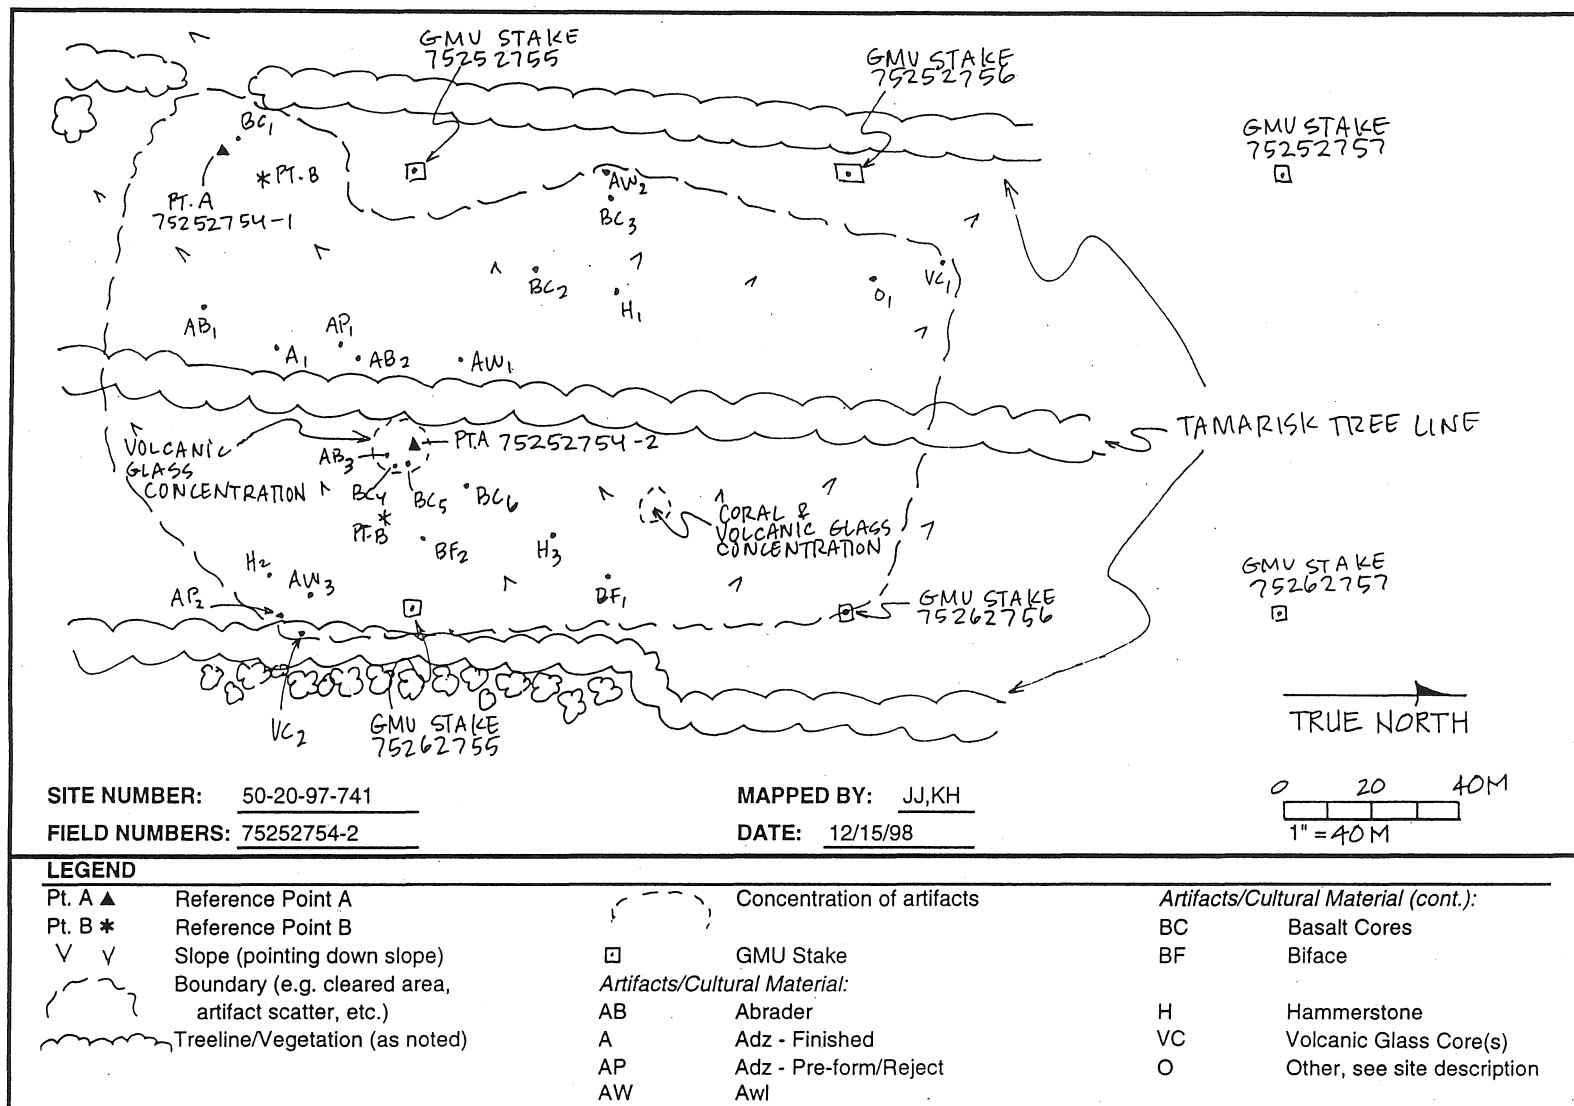 GMU STAKE
75252755
GMU STAKE
75252756
GMU STAKE
75252757
BC1
PT. B
PT. A
75252754-1
AW2
BC3
BC2
H1
O1
VC1
AB1
AP1
A1
AB2
AW1
TAMARISK TREE LINE
VOLCANIC
GLASS
CONCENTRATION
PT.A 75252754-2
AB3
BC4
BC5
BC6
PT.B
BF2
H3
CORAL &
VOLCANIC GLASS
CONCENTRATION
H2
AW3
AP2
BF1
GMU STAKE
75262756
GMU STAKE
75262757
VC2
GMU STAKE
75262755
TRUE NORTH
0 20 40M
1" = 40M
SITE NUMBER: 50-20-97-741
MAPPED BY: JJ,KH
FIELD NUMBERS: 75252754-2
DATE: 12/15/98
LEGEND
Pt. A ▲ Reference Point A
Pt. B * Reference Point B
V V Slope (pointing down slope)
Boundary (e.g. cleared area,
artifact scatter, etc.)
Treeline/Vegetation (as noted)
Concentration of artifacts
GMU Stake
Artifacts/Cultural Material:
AB Abrader
A Adz - Finished
AP Adz - Pre-form/Reject
AW Awl
Artifacts/Cultural Material (cont.):
BC Basalt Cores
BF Biface
H Hammerstone
VC Volcanic Glass Core(s)
O Other, see site description